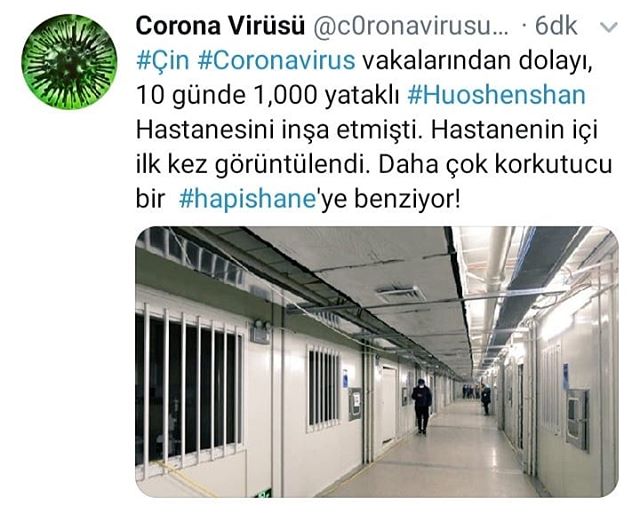 Corona Virüsü @c0ronavirusu... · 6dk
#Çin #Coronavirus vakalarından dolayı,
10 günde 1,000 yataklı #Huoshenshan
Hastanesini inşa etmişti. Hastanenin içi
ilk kez görüntülendi. Daha çok korkutucu
bir #hapishane'ye benziyor!